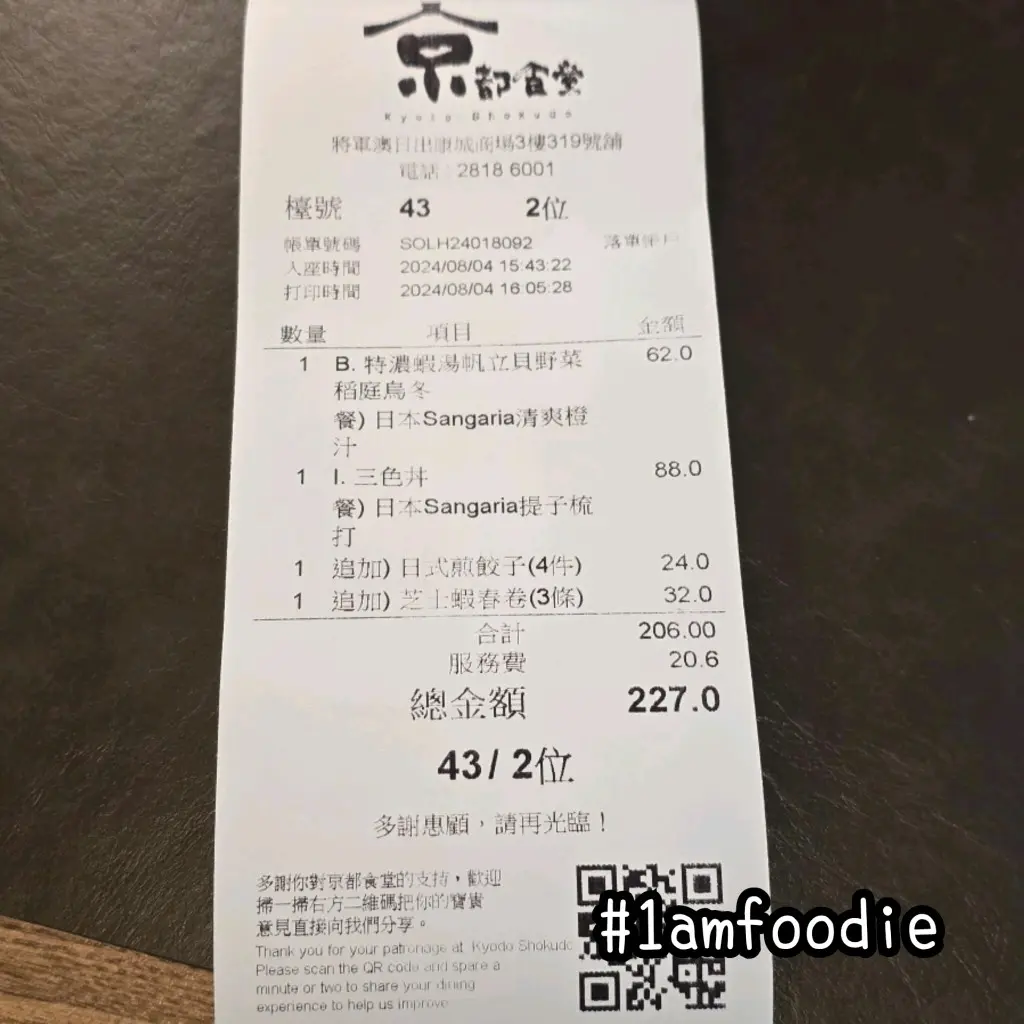 京都食堂
Kyoto Shokudo
將軍澳日出康城商場3樓319號舖
電話：2818 6001
檯號 43 2位
帳單號碼 SOLH24018092 落單帳戶
入座時間 2024/08/04 15:43:22
打印時間 2024/08/04 16:05:28
數量 項目 金額
1 B. 特濃蝦湯帆立貝野菜 62.0
稻庭烏冬
餐) 日本Sangaria清爽橙
汁
1 I. 三色丼 88.0
餐) 日本Sangaria提子梳
打
1 追加) 日式煎餃子(4件) 24.0
1 追加) 芝士蝦春卷(3條) 32.0
合計 206.00
服務費 20.6
總金額 227.0
43/ 2位
多謝惠顧，請再光臨！
多謝你對京都食堂的支持，歡迎
掃一掃右方二維碼把你的寶貴
意見直接向我們分享。
Thank you for your patronage at Kyodo Shokudo
Please scan the QR code and spare a
minute or two to share your dining
experience to help us improve
#1amfoodie